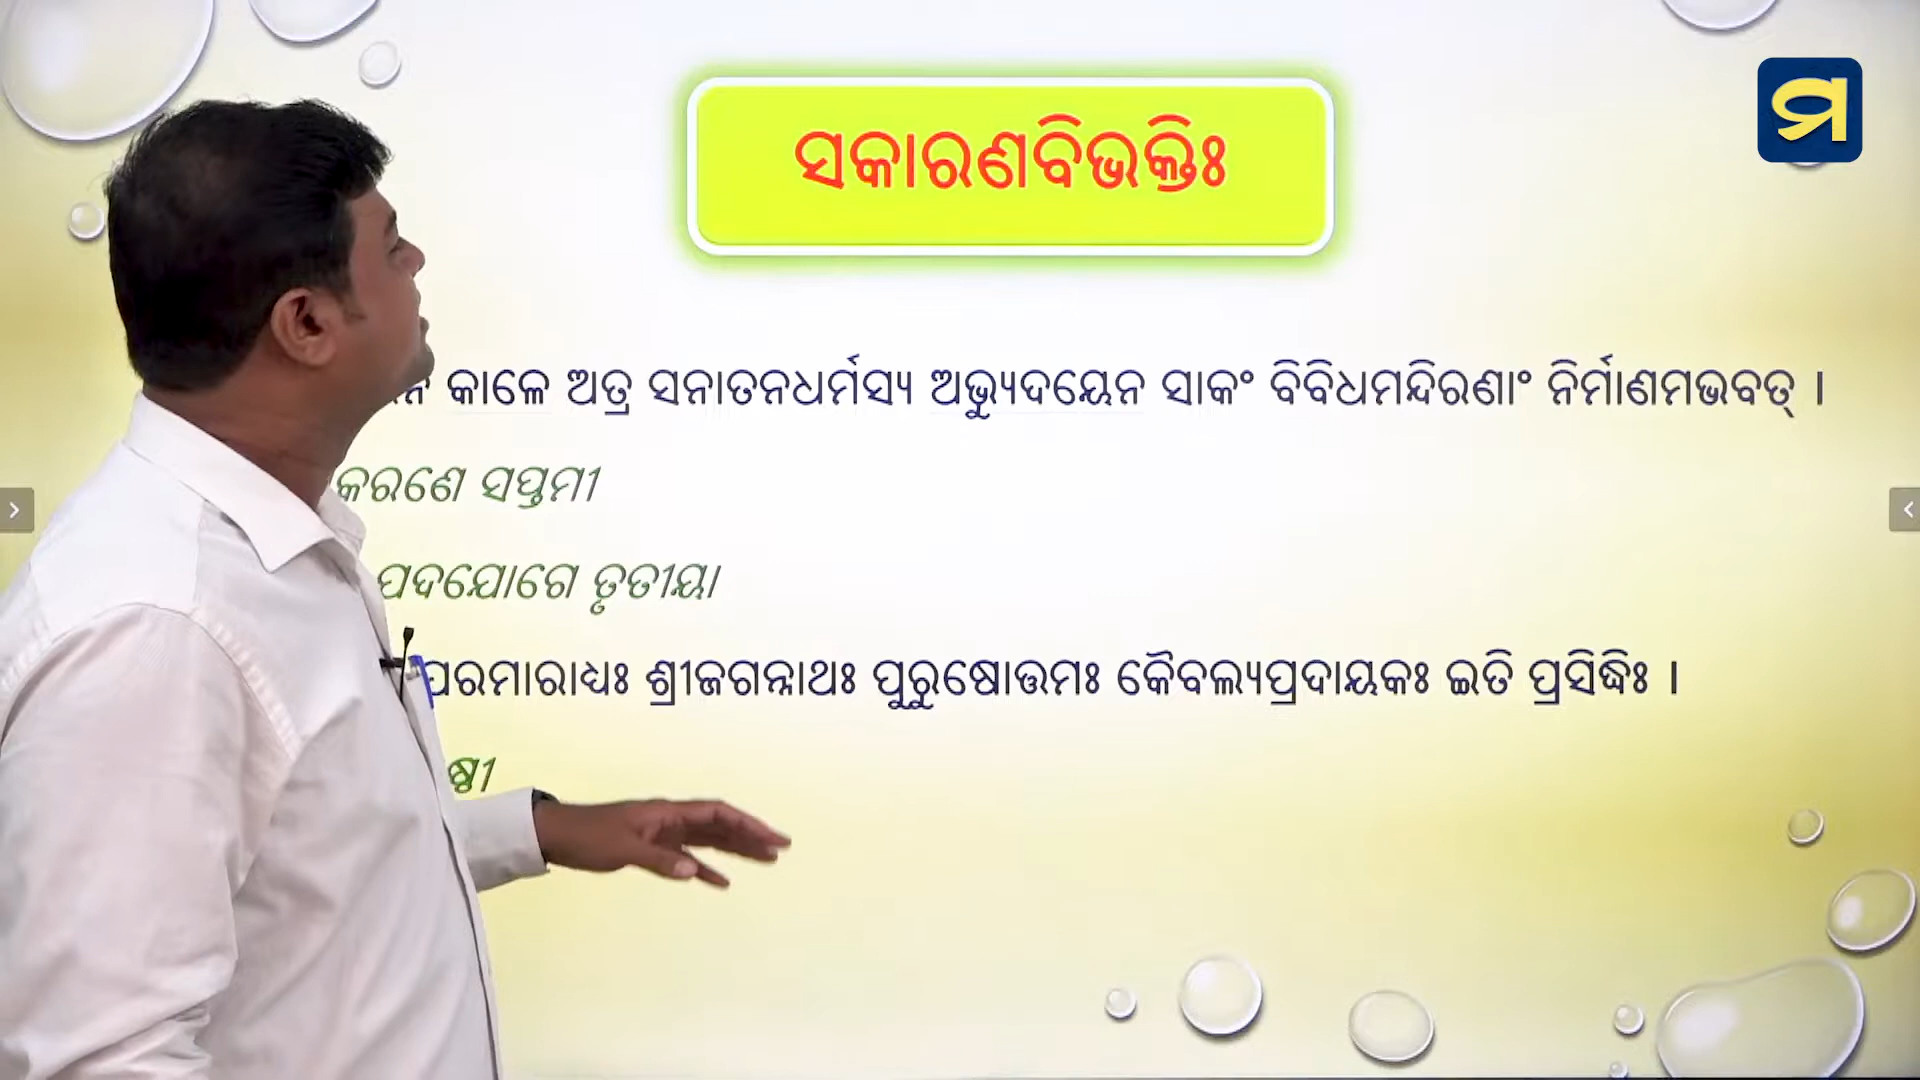 ସକାରଣବିଭକ୍ତିଃ
ମ
କାଳେ ଅତ୍ର ସନାତନଧର୍ମସ୍ୟ ଅଭ୍ୟୁଦୟେନ ସାକଂ ବିବିଧମନ୍ଦିରଣାଂ ନିର୍ମାଣମଭବତ୍ ।
କରଣେ ସପ୍ତମୀ
ପଦଯୋଗେ ତୃତୀୟା
ପରମାରାଧ୍ୟଃ ଶ୍ରୀଜଗନ୍ନାଥଃ ପୁରୁଷୋତ୍ତମଃ କୈବଲ୍ୟପ୍ରଦାୟକଃ ଇତି ପ୍ରସିଦ୍ଧିଃ ।